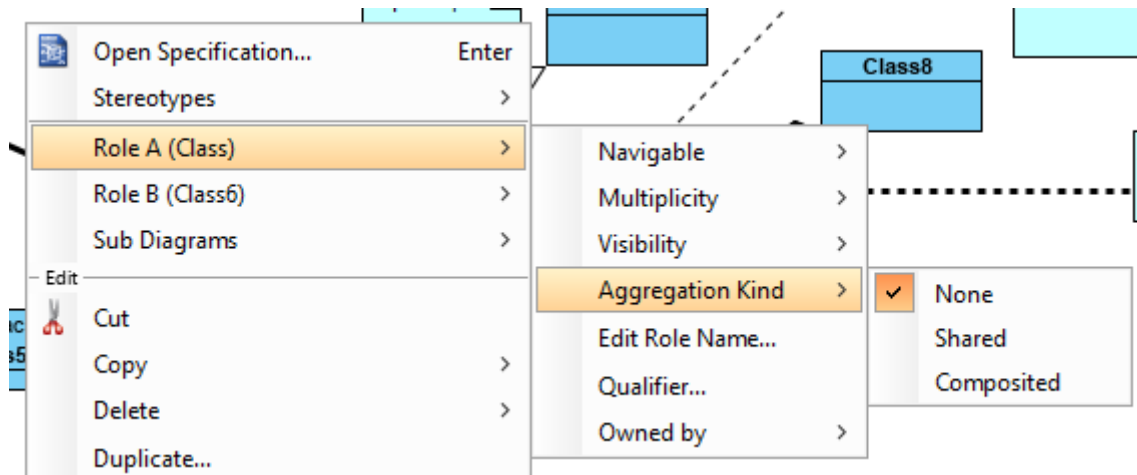 Open Specification... Enter
Stereotypes
Role A (Class)
Role B (Class6)
Sub Diagrams
Edit
Cut
Copy
Delete
Duplicate...
Navigable
Multiplicity
Visibility
Aggregation Kind
Edit Role Name...
Qualifier...
Owned by
None
Shared
Composited
Class8